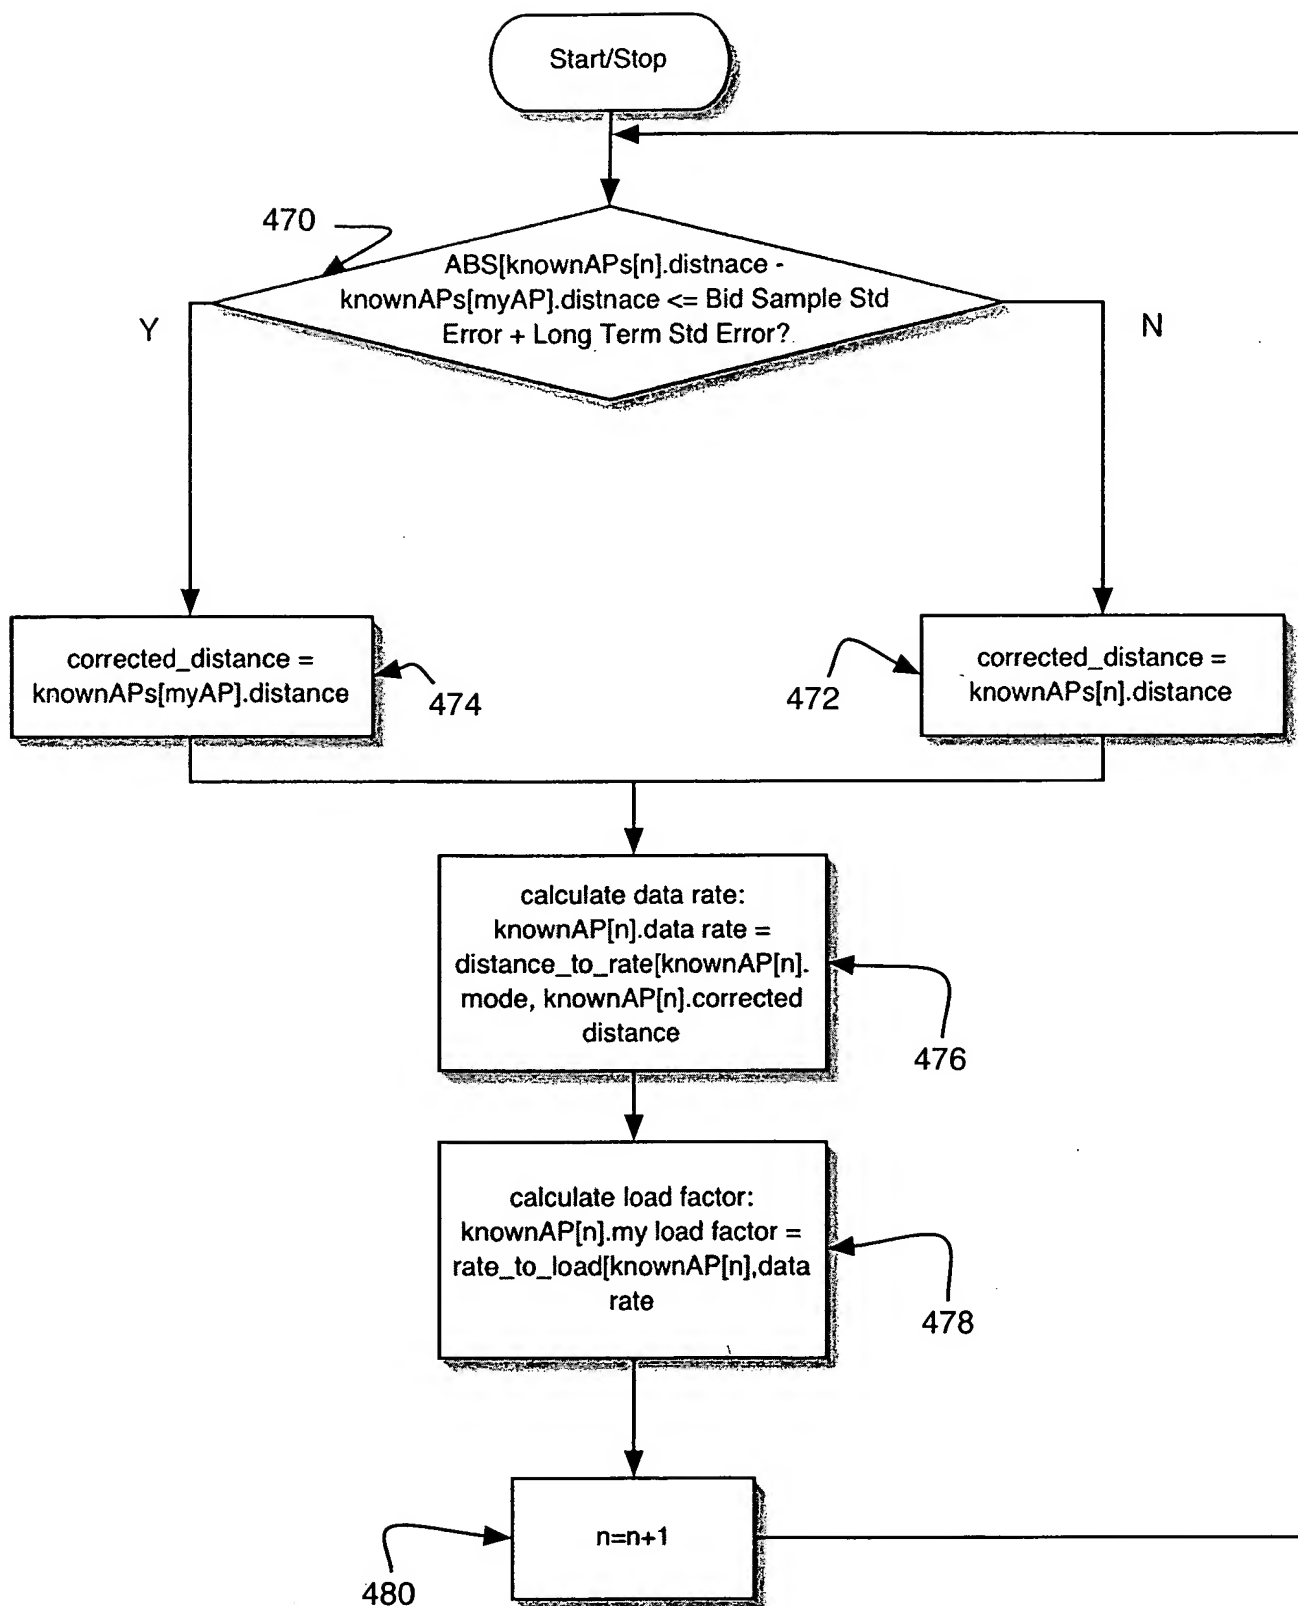 Start/Stop
470
ABS[knownAPs[n].distnace -
knownAPs[myAP].distnace <= Bid Sample Std
Error + Long Term Std Error?
Y
N
corrected_distance =
knownAPs[myAP].distance
474
472
corrected_distance =
knownAPs[n].distance
calculate data rate:
knownAP[n].data rate =
distance_to_rate[knownAP[n].
mode, knownAP[n].corrected
distance
476
calculate load factor:
knownAP[n].my load factor =
rate_to_load[knownAP[n],data
rate
478
n=n+1
480